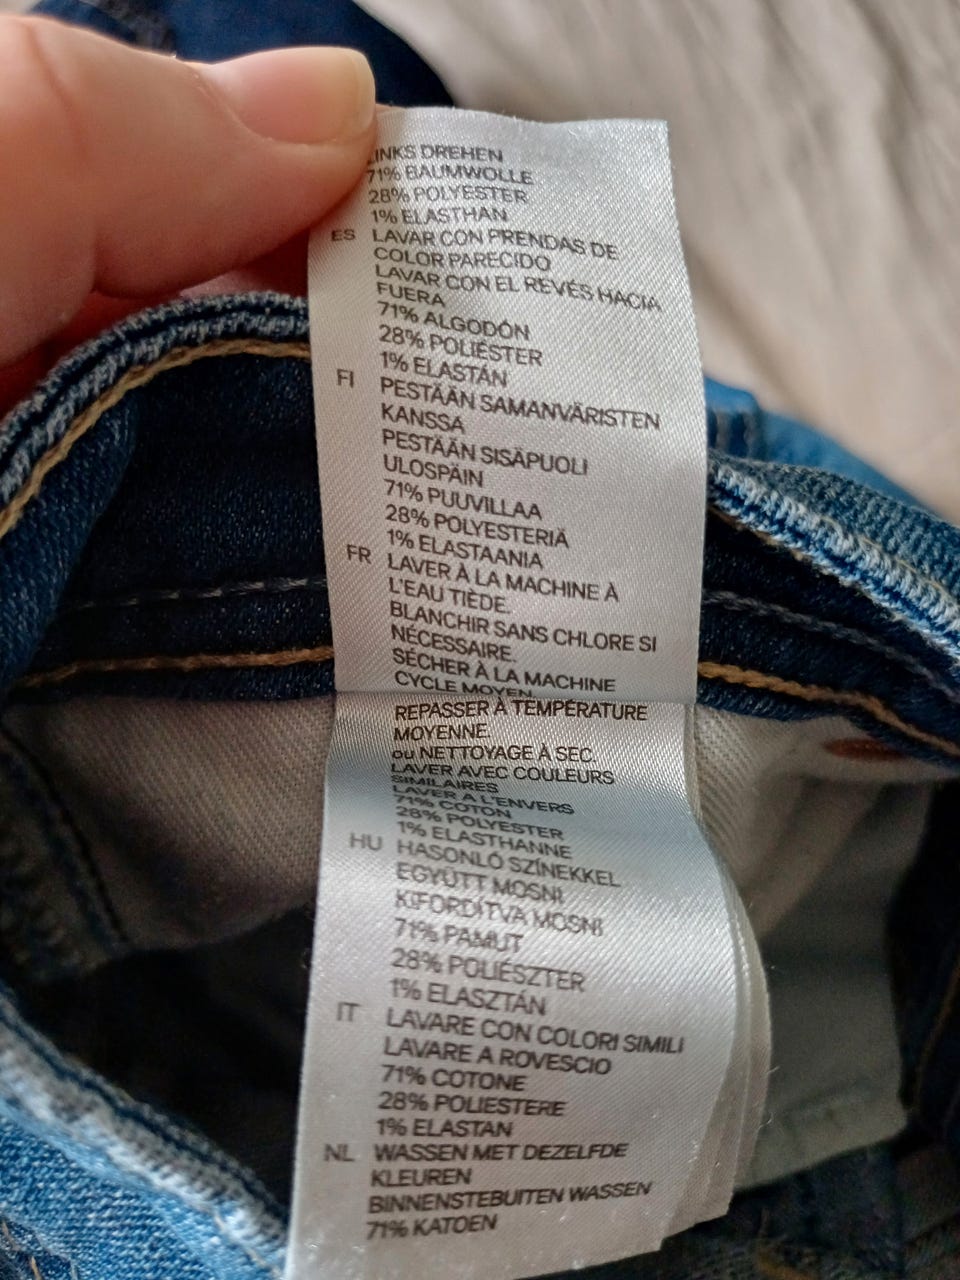 LINKS DREHEN
71% BAUMWOLLE
28% POLYESTER
1% ELASTHAN
ES LAVAR CON PRENDAS DE
COLOR PARECIDO
LAVAR CON EL REVÉS HACIA
FUERA
71% ALGODÓN
28% POLIÉSTER
1% ELASTÁN
FI PESTÄÄN SAMANVÄRISTEN
KANSSA
PESTÄÄN SISÄPUOLI
ULOSPÄIN
71% PUUVILLAA
28% POLYESTERIÄ
1% ELASTAANIA
FR LAVER À LA MACHINE À
L'EAU TIÈDE.
BLANCHIR SANS CHLORE SI
NÉCESSAIRE.
SÉCHER À LA MACHINE
CYCLE MOYEN.
REPASSER À TEMPÉRATURE
MOYENNE.
ou NETTOYAGE À SEC.
LAVER AVEC COULEURS
SIMILAIRES
LAVER A L'ENVERS
71% COTON
28% POLYESTER
1% ELASTHANNE
HU HASONLÓ SZÍNEKKEL
EGYÜTT MOSNI
KIFORDÍTVA MOSNI
71% PAMUT
28% POLIÉSZTER
1% ELASZTÁN
IT LAVARE CON COLORI SIMILI
LAVARE A ROVESCIO
71% COTONE
28% POLIESTERE
1% ELASTAN
NL WASSEN MET DEZELFDE
KLEUREN
BINNENSTEBUITEN WASSEN
71% KATOEN